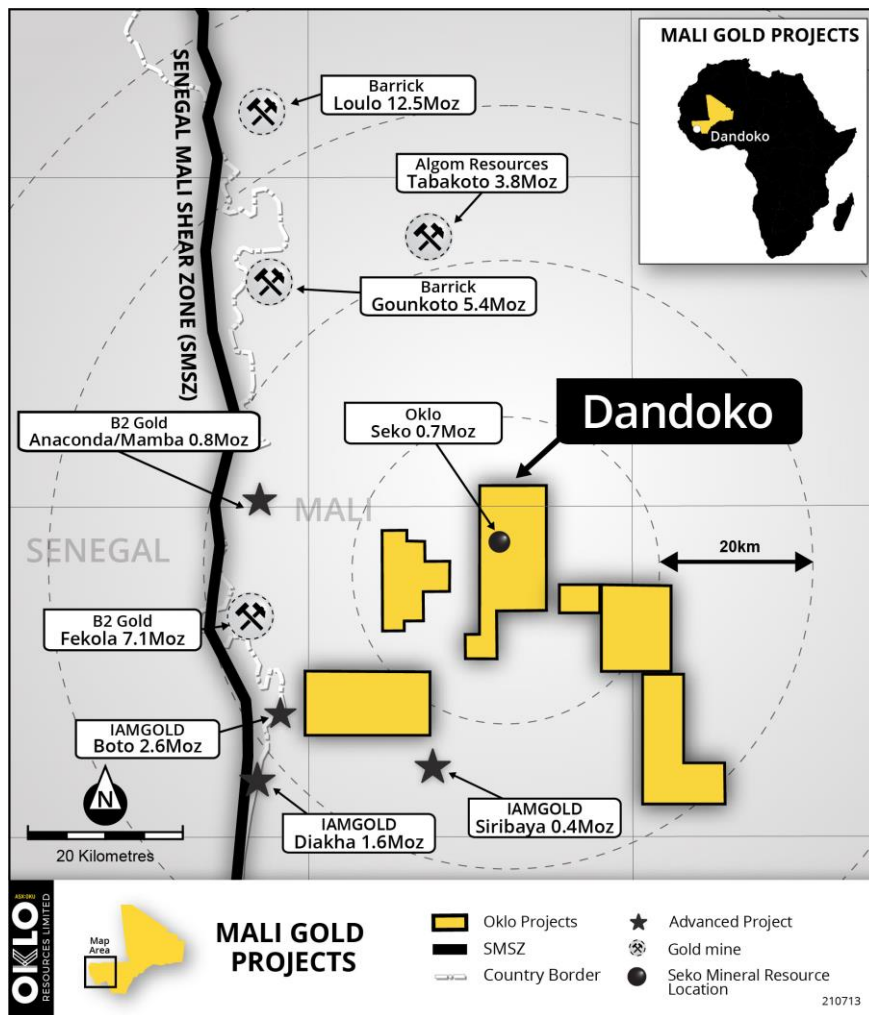 MALI GOLD PROJECTS
Dandoko
SENEGAL MALI SHEAR ZONE (SMSZ)
Barrick
Loulo 12.5Moz
Algom Resources
Tabakoto 3.8Moz
Barrick
Gounkoto 5.4Moz
B2 Gold
Anaconda/Mamba 0.8Moz
Oklo
Seko 0.7Moz
Dandoko
MALI
SENEGAL
20km
B2 Gold
Fekola 7.1Moz
IAMGOLD
Boto 2.6Moz
IAMGOLD
Diakha 1.6Moz
IAMGOLD
Siribaya 0.4Moz
N
20 Kilometres
ASX:OKU
OKLO
RESOURCES LIMITED
Map
Area
MALI GOLD
PROJECTS
Oklo Projects
SMSZ
Country Border
Advanced Project
Gold mine
Seko Mineral Resource
Location
210713